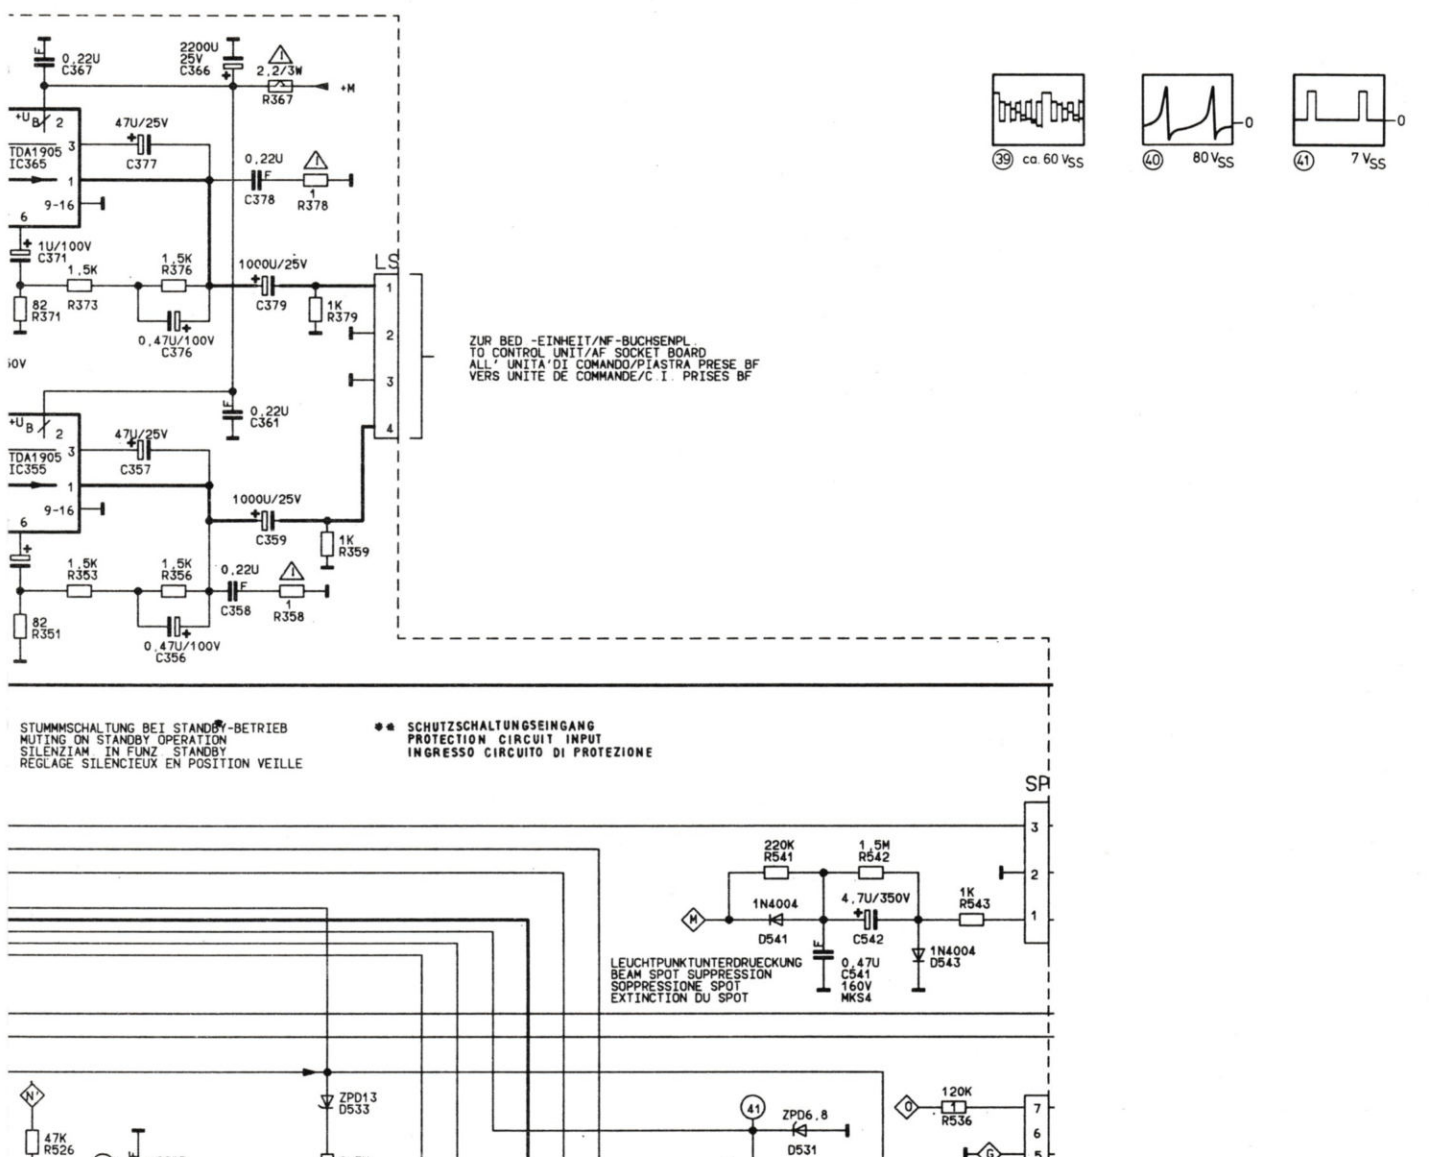 0,22U
C367
2200U
25V
C366
2,2/3W
R367
+M
+U B
2
TDA1905
IC365
3
1
9-16
6
47U/25V
C377
0,22U
C378
1
R378
1U/100V
C371
1,5K
R373
1,5K
R376
82
R371
0,47U/100V
C376
1000U/25V
C379
1K
R379
LS
1
2
3
4
ZUR BED.-EINHEIT/NF-BUCHSENPL.
TO CONTROL UNIT/AF SOCKET BOARD
ALL' UNITA'DI COMANDO/PIASTRA PRESE BF
VERS UNITE DE COMMANDE/C.I. PRISES BF
39 ca. 60 VSS
40 80 VSS
0
41 7 VSS
0
0,22U
C361
+U B
2
TDA1905
IC355
3
1
9-16
6
47U/25V
C357
1000U/25V
C359
1K
R359
1,5K
R353
1,5K
R356
0,22U
C358
1
R358
82
R351
0,47U/100V
C356
STUMMMSCHALTUNG BEI STANDBY-BETRIEB
MUTING ON STANDBY OPERATION
SILENZIAM. IN FUNZ. STANDBY
REGLAGE SILENCIEUX EN POSITION VEILLE
** SCHUTZSCHALTUNGSEINGANG
PROTECTION CIRCUIT INPUT
INGRESSO CIRCUITO DI PROTEZIONE
SP
3
2
1
220K
R541
1,5M
R542
M
1N4004
D541
4,7U/350V
C542
1K
R543
1N4004
D543
0,47U
C541
160V
MKS4
LEUCHTPUNKTUNTERDRUECKUNG
BEAM SPOT SUPPRESSION
SOPPRESSIONE SPOT
EXTINCTION DU SPOT
N'
47K
R526
ZPD13
D533
41
ZPD6,8
D531
O
120K
1
R536
7
6
5
G